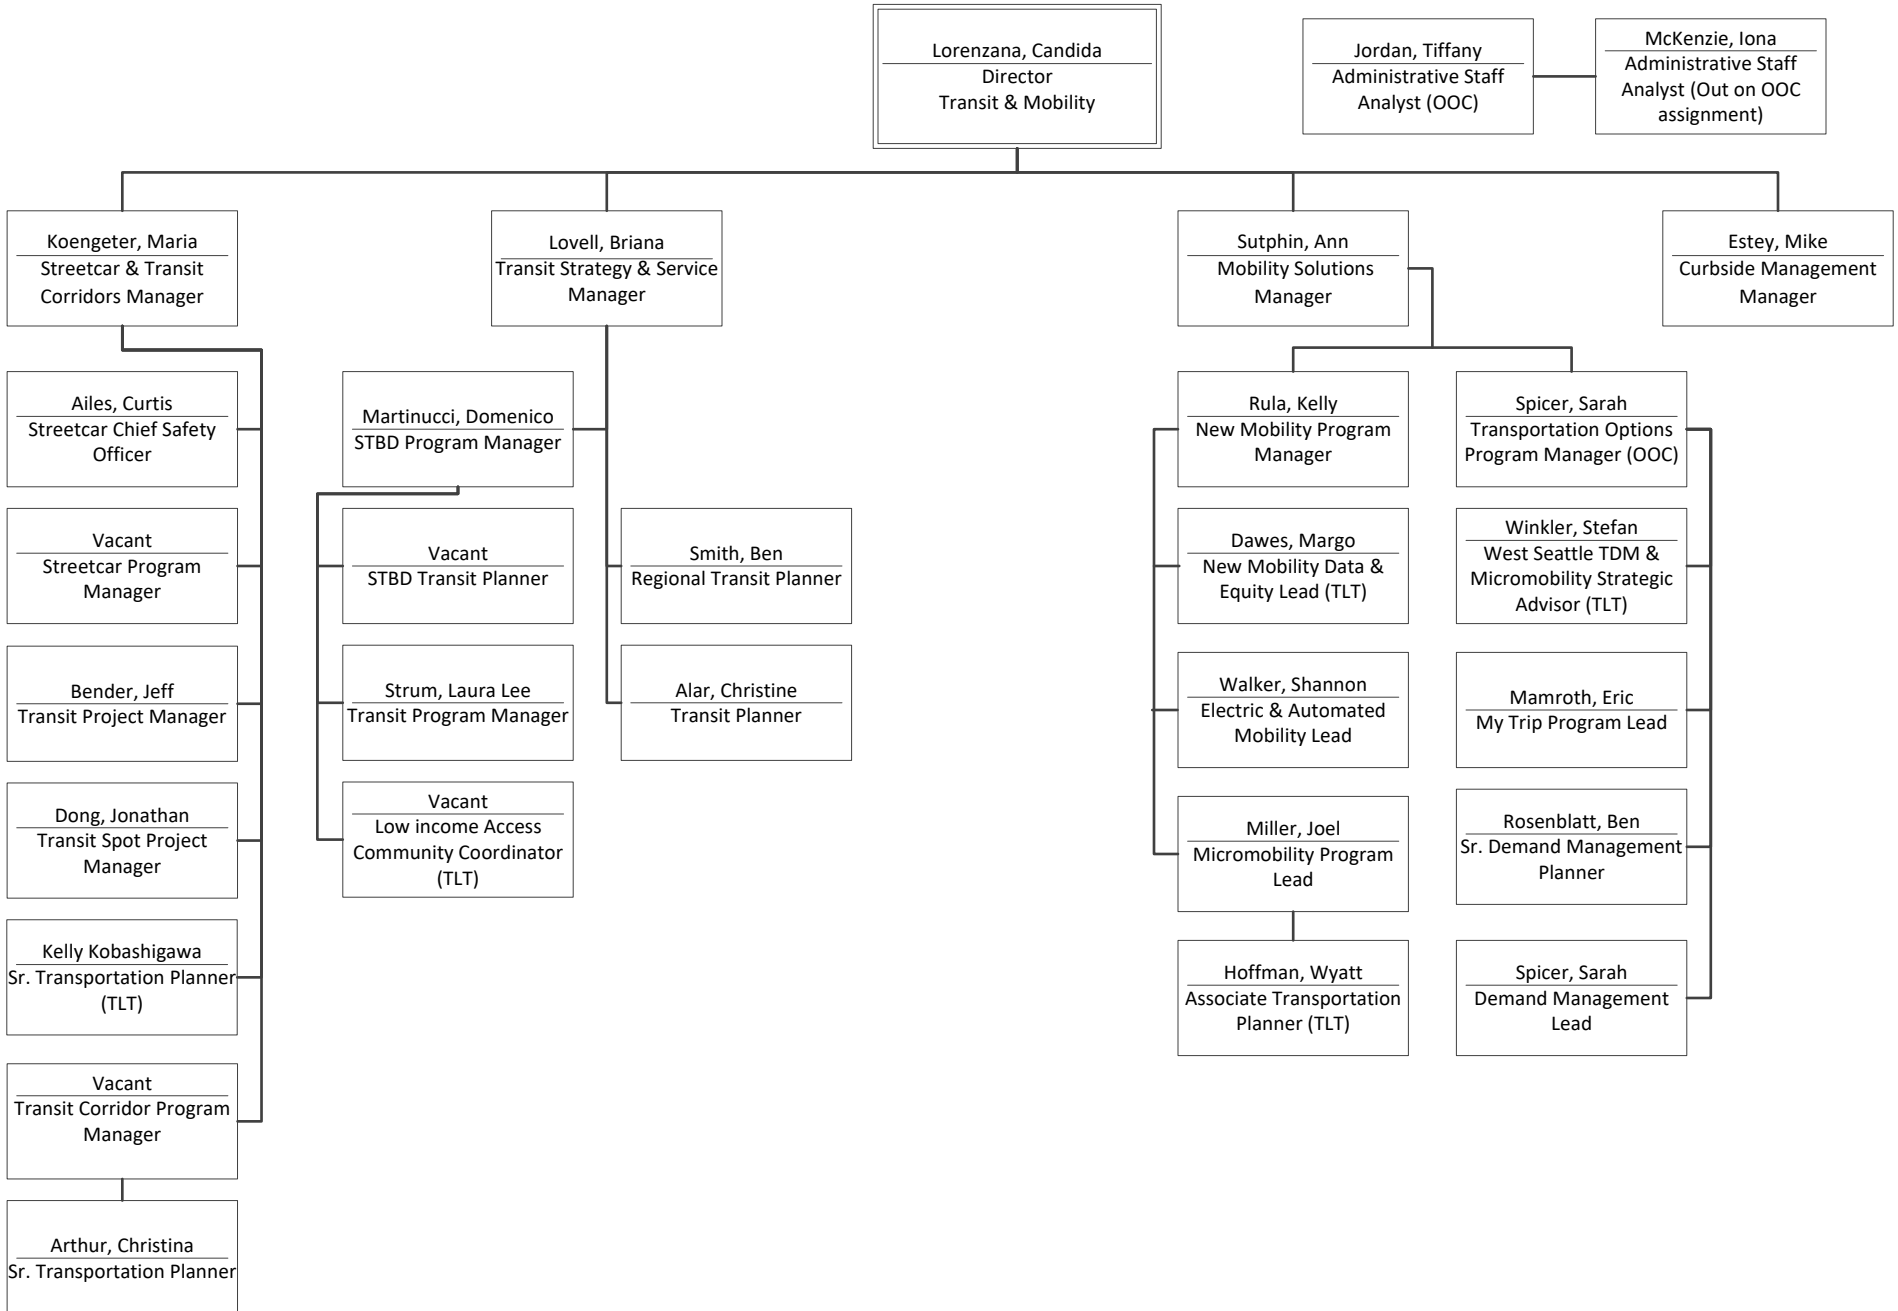 Lorenzana, Candida
Director
Transit & Mobility
Jordan, Tiffany
Administrative Staff
Analyst (OOC)
McKenzie, Iona
Administrative Staff
Analyst (Out on OOC
assignment)
Koengeter, Maria
Streetcar & Transit
Corridors Manager
Lovell, Briana
Transit Strategy & Service
Manager
Sutphin, Ann
Mobility Solutions
Manager
Estey, Mike
Curbside Management
Manager
Ailes, Curtis
Streetcar Chief Safety
Officer
Vacant
Streetcar Program
Manager
Bender, Jeff
Transit Project Manager
Dong, Jonathan
Transit Spot Project
Manager
Kelly Kobashigawa
Sr. Transportation Planner
(TLT)
Vacant
Transit Corridor Program
Manager
Arthur, Christina
Sr. Transportation Planner
Martinucci, Domenico
STBD Program Manager
Vacant
STBD Transit Planner
Strum, Laura Lee
Transit Program Manager
Vacant
Low income Access
Community Coordinator
(TLT)
Smith, Ben
Regional Transit Planner
Alar, Christine
Transit Planner
Rula, Kelly
New Mobility Program
Manager
Dawes, Margo
New Mobility Data &
Equity Lead (TLT)
Walker, Shannon
Electric & Automated
Mobility Lead
Miller, Joel
Micromobility Program
Lead
Hoffman, Wyatt
Associate Transportation
Planner (TLT)
Spicer, Sarah
Transportation Options
Program Manager (OOC)
Winkler, Stefan
West Seattle TDM &
Micromobility Strategic
Advisor (TLT)
Mamroth, Eric
My Trip Program Lead
Rosenblatt, Ben
Sr. Demand Management
Planner
Spicer, Sarah
Demand Management
Lead